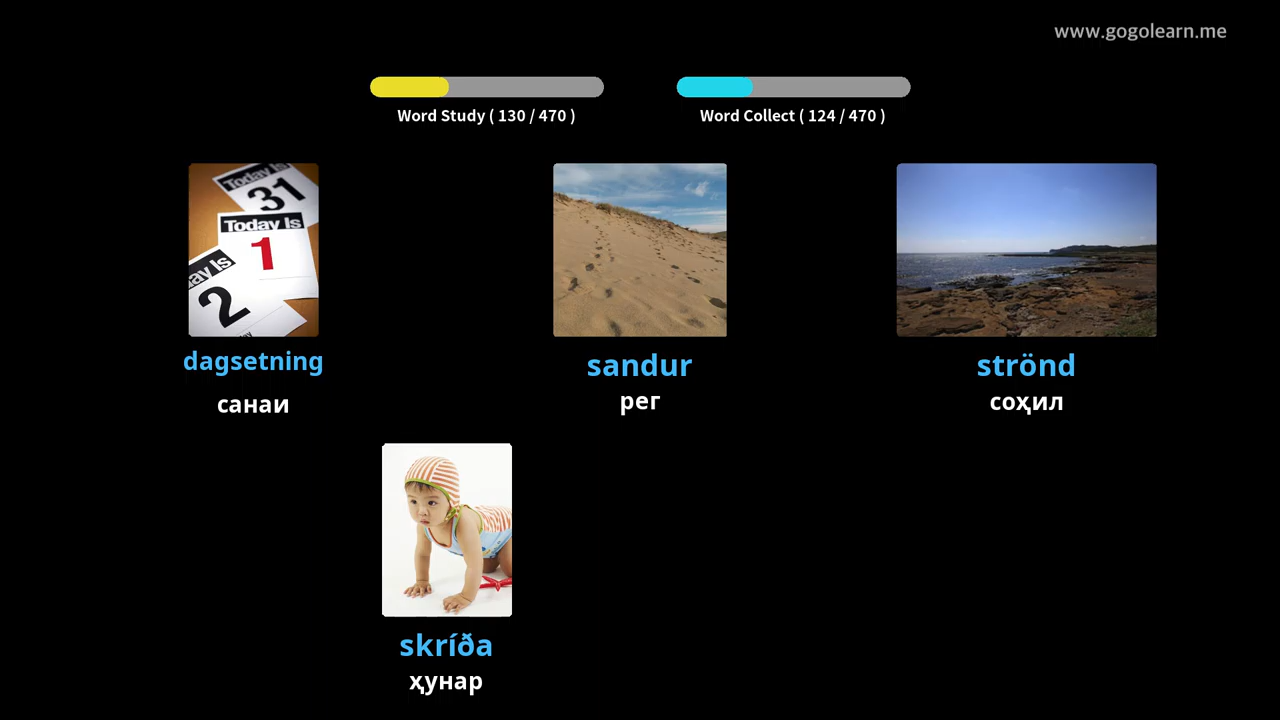 www.gogolearn.me
Word Study ( 130 / 470 )
Word Collect ( 124 / 470 )
Today Is
31
Today Is
1
ay Is
2
dagsetning
санаи
sandur
рег
strönd
соҳил
skríða
ҳунар